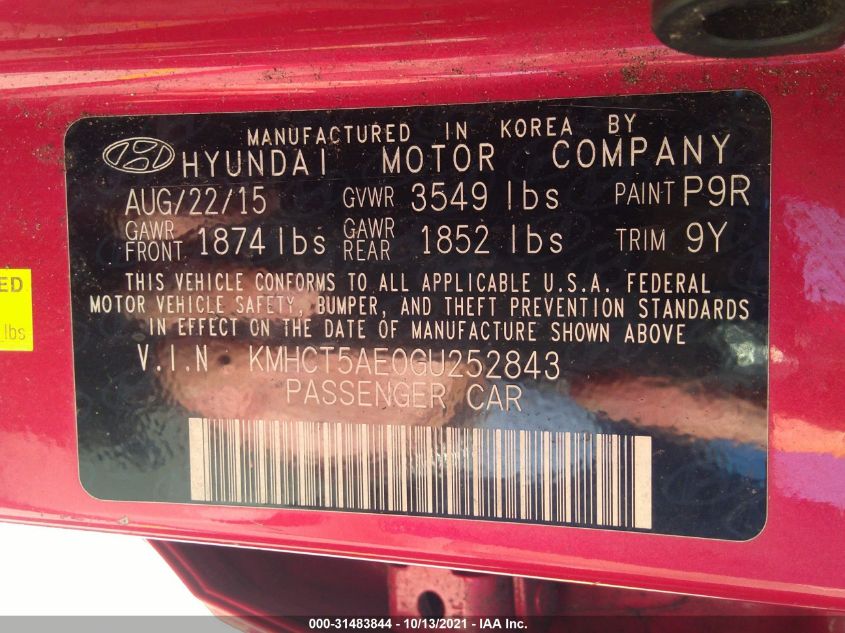 MANUFACTURED IN KOREA BY
HYUNDAI MOTOR COMPANY
AUG/22/15 GVWR 3549 lbs PAINT P9R
GAWR FRONT 1874 lbs GAWR REAR 1852 lbs TRIM 9Y
THIS VEHICLE CONFORMS TO ALL APPLICABLE U.S.A. FEDERAL
MOTOR VEHICLE SAFETY, BUMPER, AND THEFT PREVENTION STANDARDS
IN EFFECT ON THE DATE OF MANUFACTURE SHOWN ABOVE
V.I.N KMHCT5AE0GU252843
PASSENGER CAR
lbs
000-31483844 - 10/13/2021 - IAA Inc.